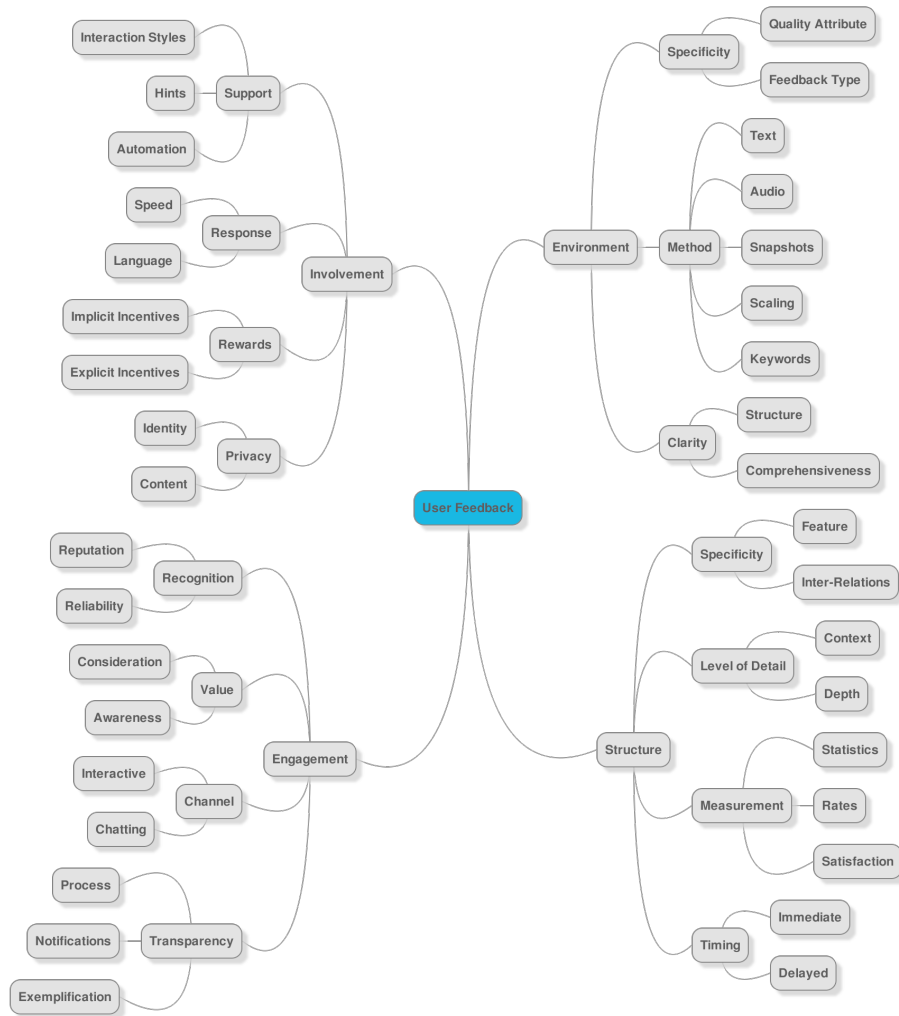 User Feedback
Involvement
Support
Interaction Styles
Hints
Automation
Response
Speed
Language
Rewards
Implicit Incentives
Explicit Incentives
Privacy
Identity
Content
Engagement
Recognition
Reputation
Reliability
Value
Consideration
Awareness
Channel
Interactive
Chatting
Transparency
Process
Notifications
Exemplification
Environment
Specificity
Quality Attribute
Feedback Type
Method
Text
Audio
Snapshots
Scaling
Keywords
Clarity
Structure
Comprehensiveness
Structure
Specificity
Feature
Inter-Relations
Level of Detail
Context
Depth
Measurement
Statistics
Rates
Satisfaction
Timing
Immediate
Delayed